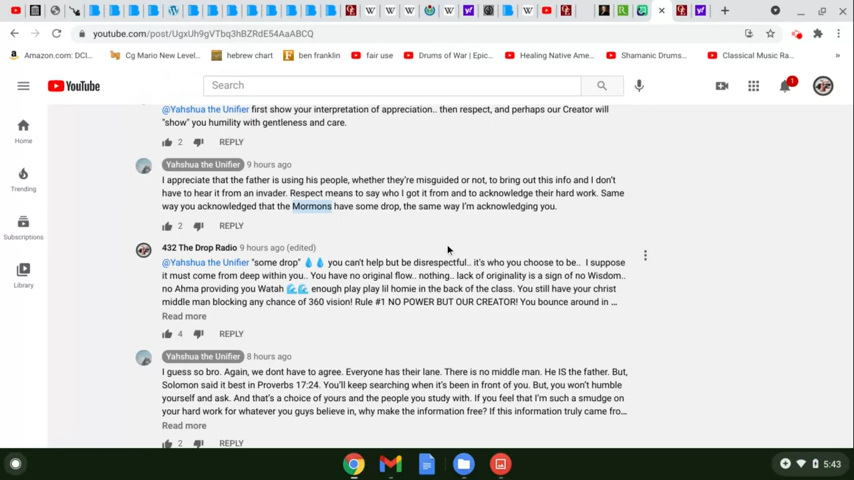 youtube.com/post/UgxUh9gVTbq3hBZRdE54AaABCQ
Amazon.com: DCI...
Cg Mario New Level...
hebrew chart
ben franklin
fair use
Drums of War | Epic...
Healing Native Ame...
Shamanic Drums...
Classical Music Ra...
YouTube
Search
1
@Yahshua the Unifier first show your interpretation of appreciation.. then respect, and perhaps our Creator will
"show" you humility with gentleness and care.
2 REPLY
Home
Trending
Subscriptions
Library
Yahshua the Unifier 9 hours ago
I appreciate that the father is using his people, whether they're misguided or not, to bring out this info and I don't
have to hear it from an invader. Respect means to say who I got it from and to acknowledge their hard work. Same
way you acknowledged that the Mormons have some drop, the same way I'm acknowledging you.
2 REPLY
432 The Drop Radio 9 hours ago (edited)
@Yahshua the Unifier "some drop" 💧💧 you can't help but be disrespectful.. it's who you choose to be.. I suppose
it must come from deep within you.. You have no original flow.. nothing.. lack of originality is a sign of no Wisdom..
no Ahma providing you Watah 🌊🌊 enough play play lil homie in the back of the class. You still have your christ
middle man blocking any chance of 360 vision! Rule #1 NO POWER BUT OUR CREATOR! You bounce around in ...
Read more
4 REPLY
Yahshua the Unifier 8 hours ago
I guess so bro. Again, we dont have to agree. Everyone has their lane. There is no middle man. He IS the father. But,
Solomon said it best in Proverbs 17:24. You'll keep searching when it's been in front of you. But, you won't humble
yourself and ask. And that's a choice of yours and the people you study with. If you feel that I'm such a smudge on
your hard work for whatever you guys believe in, why make the information free? If this information truly came fro...
Read more
2 REPLY
5:43